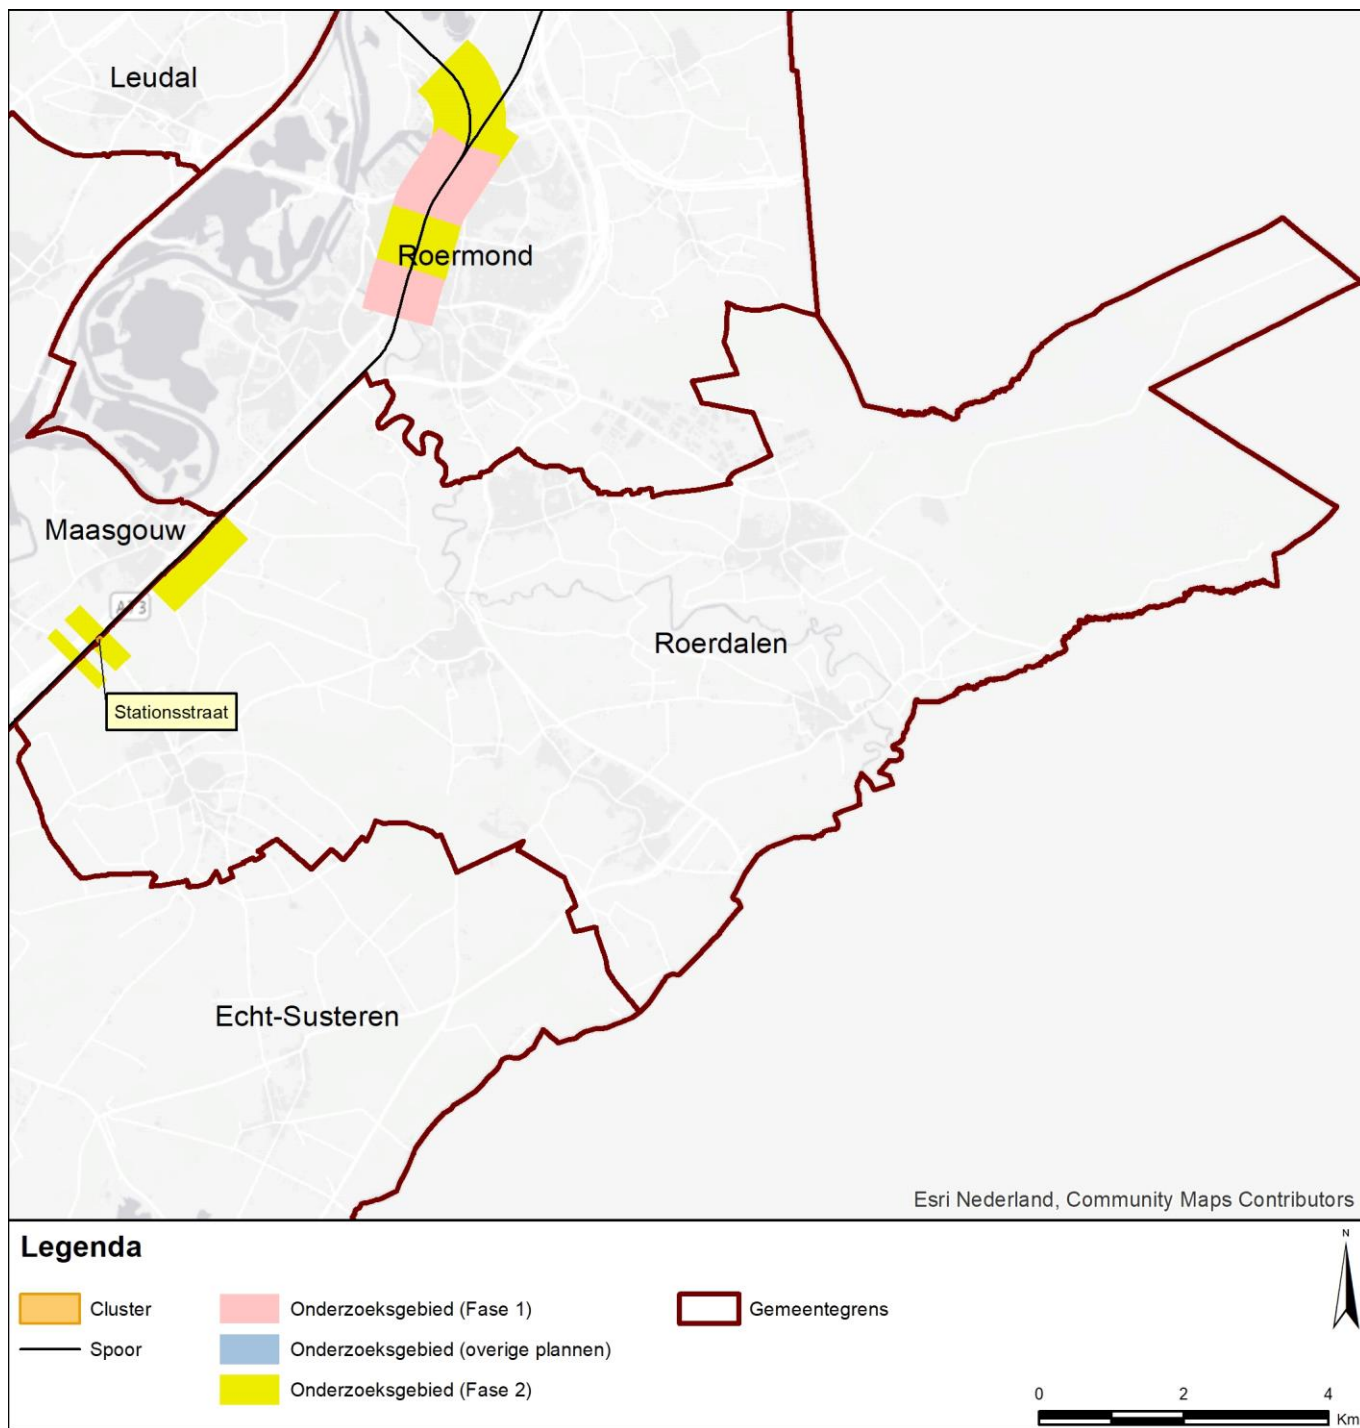 Leudal
Roermond
Maasgouw
Roerdalen
Stationsstraat
Echt-Susteren
Esri Nederland, Community Maps Contributors
Legenda
N
Cluster
Onderzoeksgebied (Fase 1)
Gemeentegrens
Spoor
Onderzoeksgebied (overige plannen)
Onderzoeksgebied (Fase 2)
0 2 4
Km